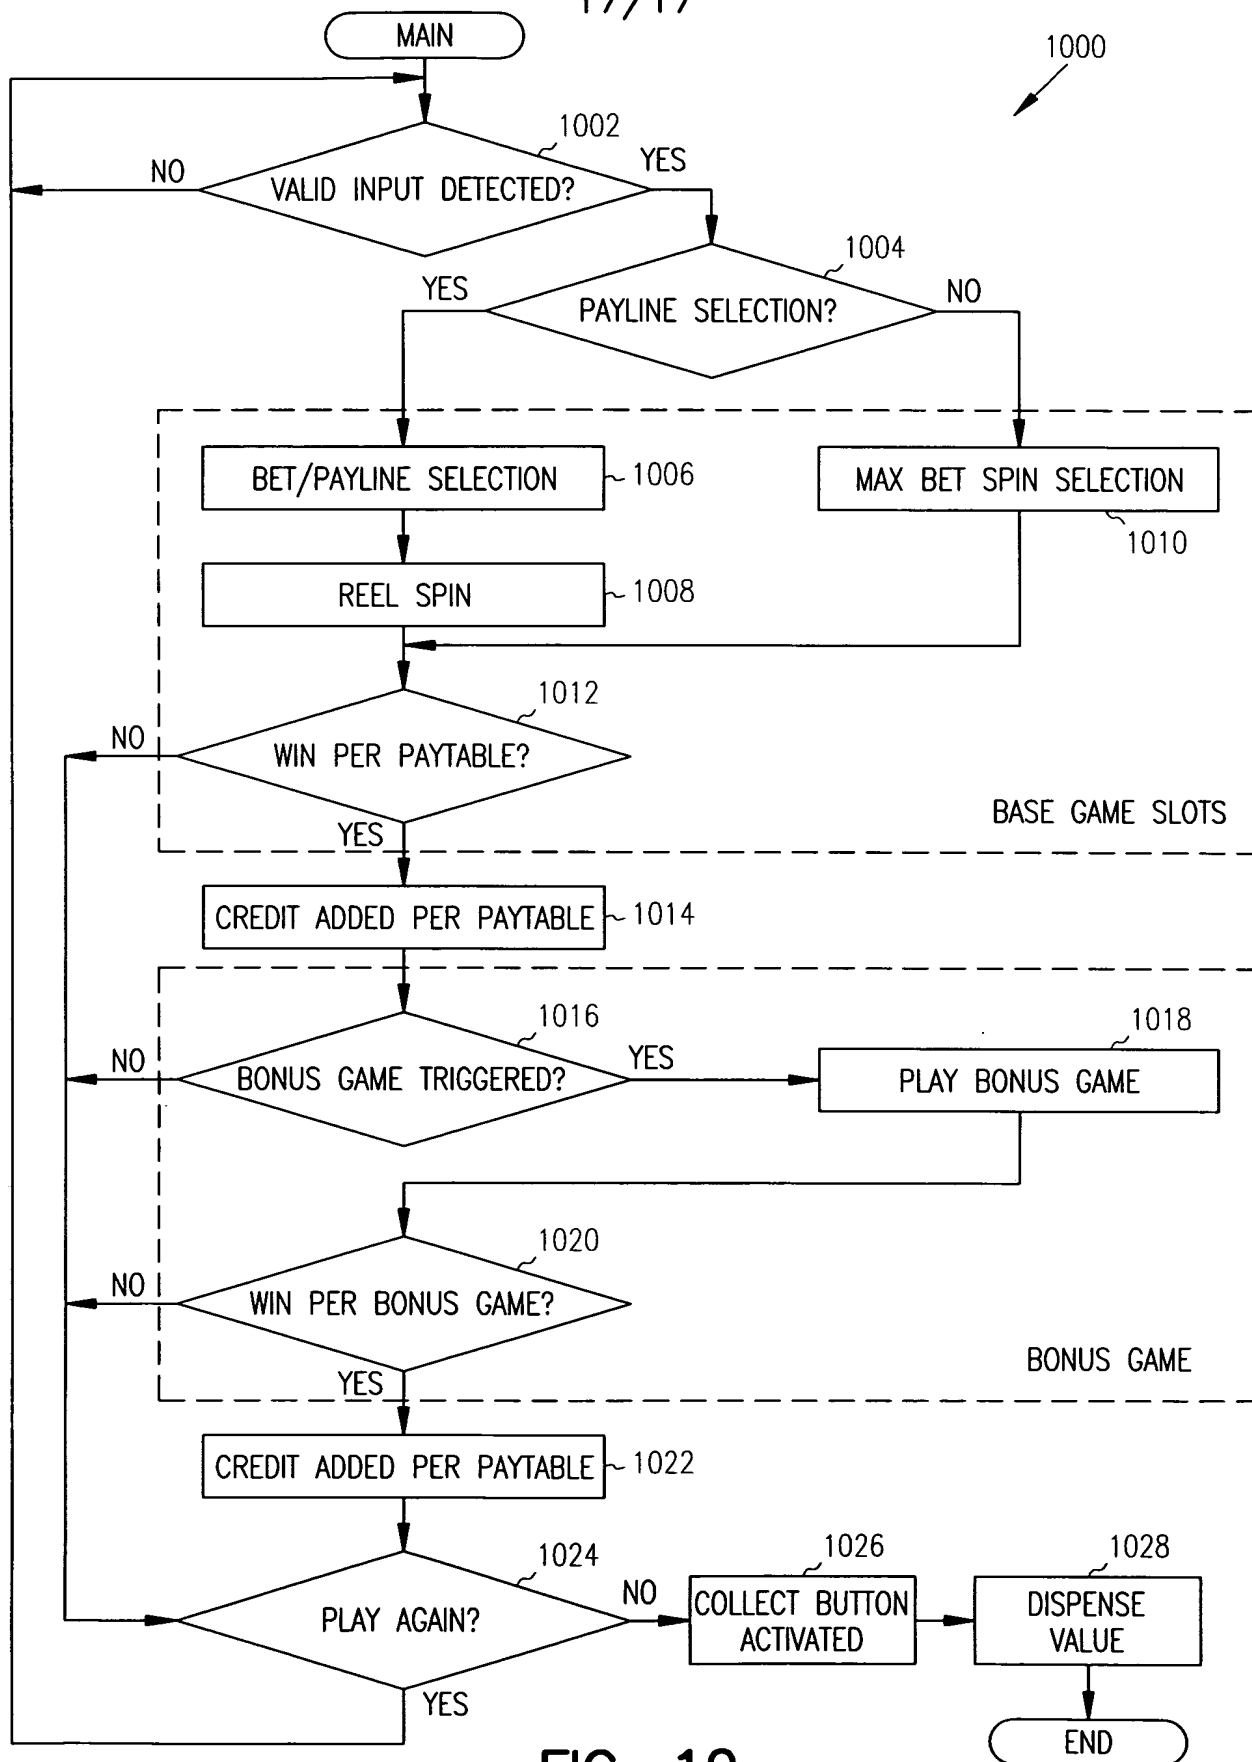 17/17
MAIN
1000
1002
NO
YES
VALID INPUT DETECTED?
1004
YES
NO
PAYLINE SELECTION?
BET/PAYLINE SELECTION
1006
MAX BET SPIN SELECTION
1010
REEL SPIN
1008
1012
NO
WIN PER PAYTABLE?
BASE GAME SLOTS
YES
CREDIT ADDED PER PAYTABLE
1014
1016
1018
NO
YES
BONUS GAME TRIGGERED?
PLAY BONUS GAME
1020
NO
WIN PER BONUS GAME?
BONUS GAME
YES
CREDIT ADDED PER PAYTABLE
1022
1024
1026
1028
NO
PLAY AGAIN?
COLLECT BUTTON
ACTIVATED
DISPENSE
VALUE
YES
END